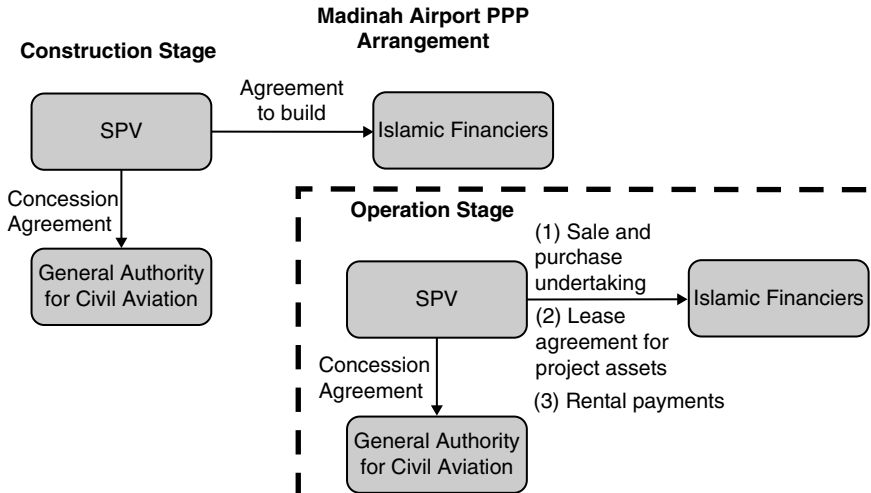 Madinah Airport PPP
Arrangement
Construction Stage
SPV
Agreement
to build
Islamic Financiers
Concession
Agreement
General Authority
for Civil Aviation
Operation Stage
SPV
(1) Sale and
purchase
undertaking
(2) Lease
agreement for
project assets
(3) Rental payments
Islamic Financiers
Concession
Agreement
General Authority
for Civil Aviation